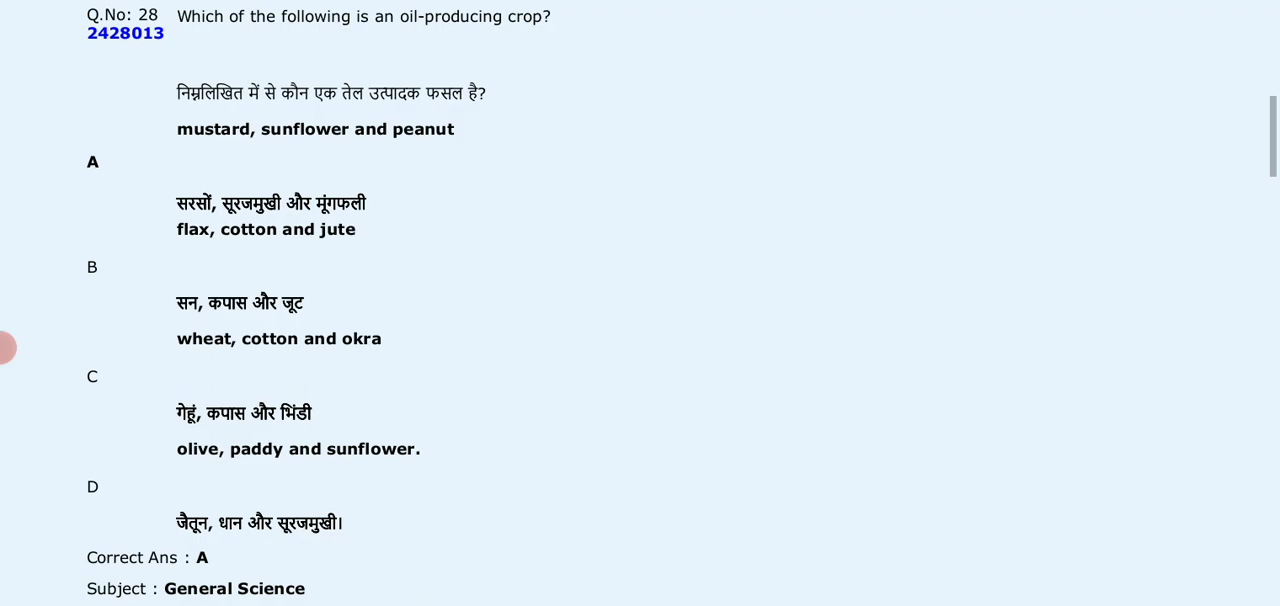 Q.No: 28 Which of the following is an oil-producing crop?
2428013
निम्नलिखित में से कौन एक तेल उत्पादक फसल है?
mustard, sunflower and peanut
A
सरसों, सूरजमुखी और मूंगफली
flax, cotton and jute
B
सन, कपास और जूट
wheat, cotton and okra
C
गेहूं, कपास और भिंडी
olive, paddy and sunflower.
D
जैतून, धान और सूरजमुखी।
Correct Ans : A
Subject : General Science